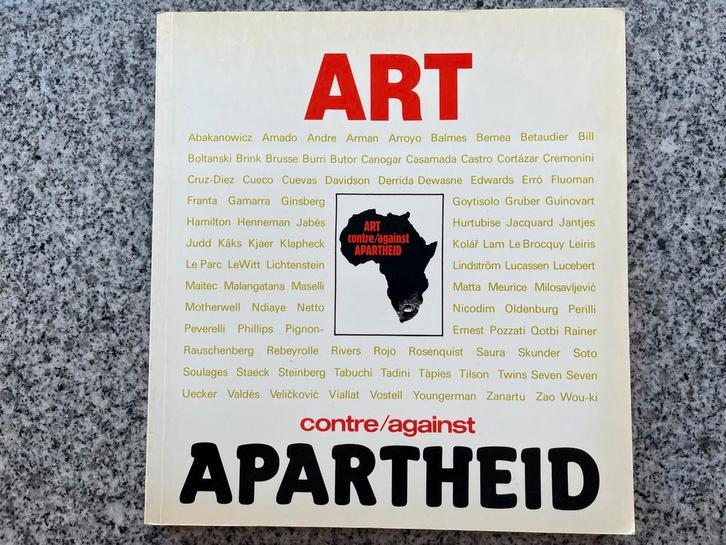 ART
Abakanowicz Amado Andre Arman Arroyo Balmes Bernea Betaudier Bill
Boltanski Brink Brusse Burri Butor Canogar Casamada Castro Cortázar Cremonini
Cruz-Diez Cueco Cuevas Davidson Derrida Dewasne Edwards Erró Fluoman
Franta Gamarra Ginsberg Goytisolo Gruber Guinovart
Hamilton Henneman Jabès Hurtubise Jacquard Jantjes
Judd Kåks Kjaer Klapheck Kolář Lam Le Brocquy Leiris
Le Parc LeWitt Lichtenstein Lindström Lucassen Lucebert
Maitec Malangatana Maselli Matta Meurice Milosavljević
Motherwell Ndiaye Netto Nicodim Oldenburg Perilli
Peverelli Phillips Pignon- Ernest Pozzati Qotbi Rainer
ART
contre/against
APARTHEID
Rauschenberg Rebeyrolle Rivers Rojo Rosenquist Saura Skunder Soto
Soulages Staeck Steinberg Tabuchi Tadini Tàpies Tilson Twins Seven Seven
Uecker Valdés Veličković Viallat Vostell Youngerman Zanartu Zao Wou-ki
contre/against
APARTHEID